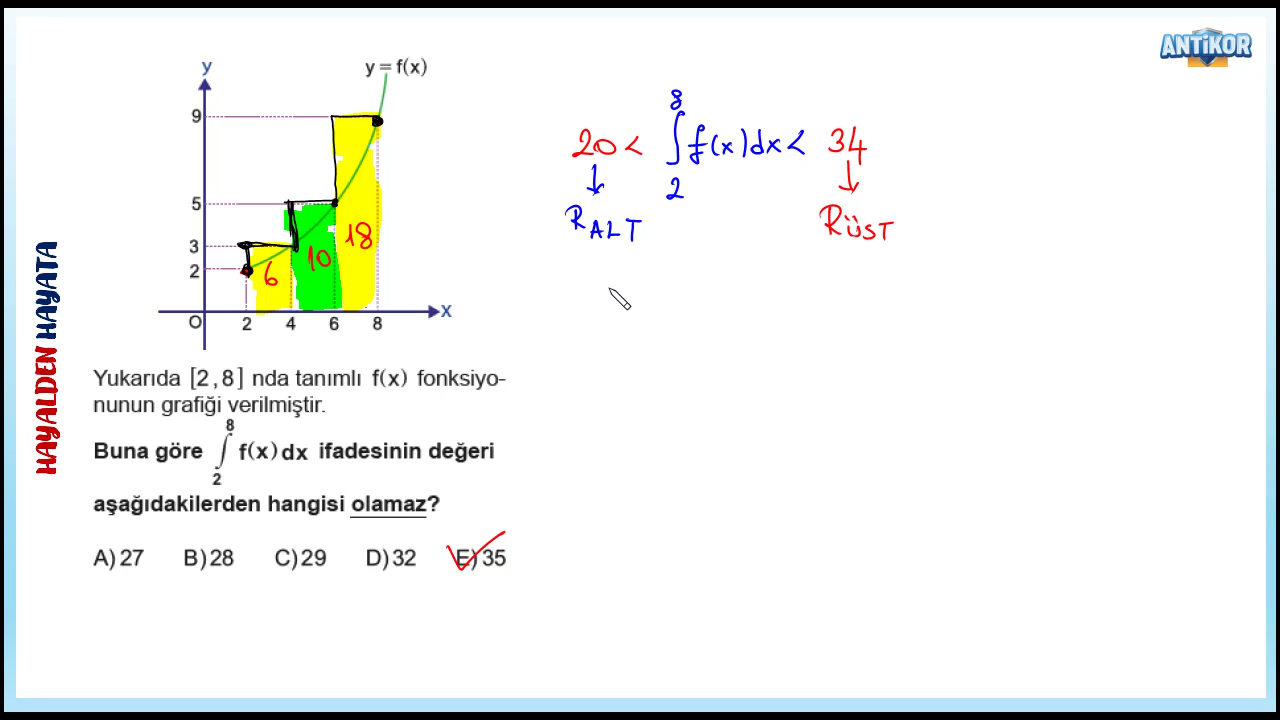 ANTİKOR
HAYALDEN HAYATA
y
y = f(x)
9
5
3
2
O
2
4
6
8
x
6
10
18
8
20 < ∫ f(x)dx < 34
2
RALT
RÜST
Yukarıda [2,8] nda tanımlı f(x) fonksiyo-
nunun grafiği verilmiştir.
8
Buna göre ∫ f(x)dx ifadesinin değeri
2
aşağıdakilerden hangisi olamaz?
A) 27 B) 28 C) 29 D) 32 E) 35